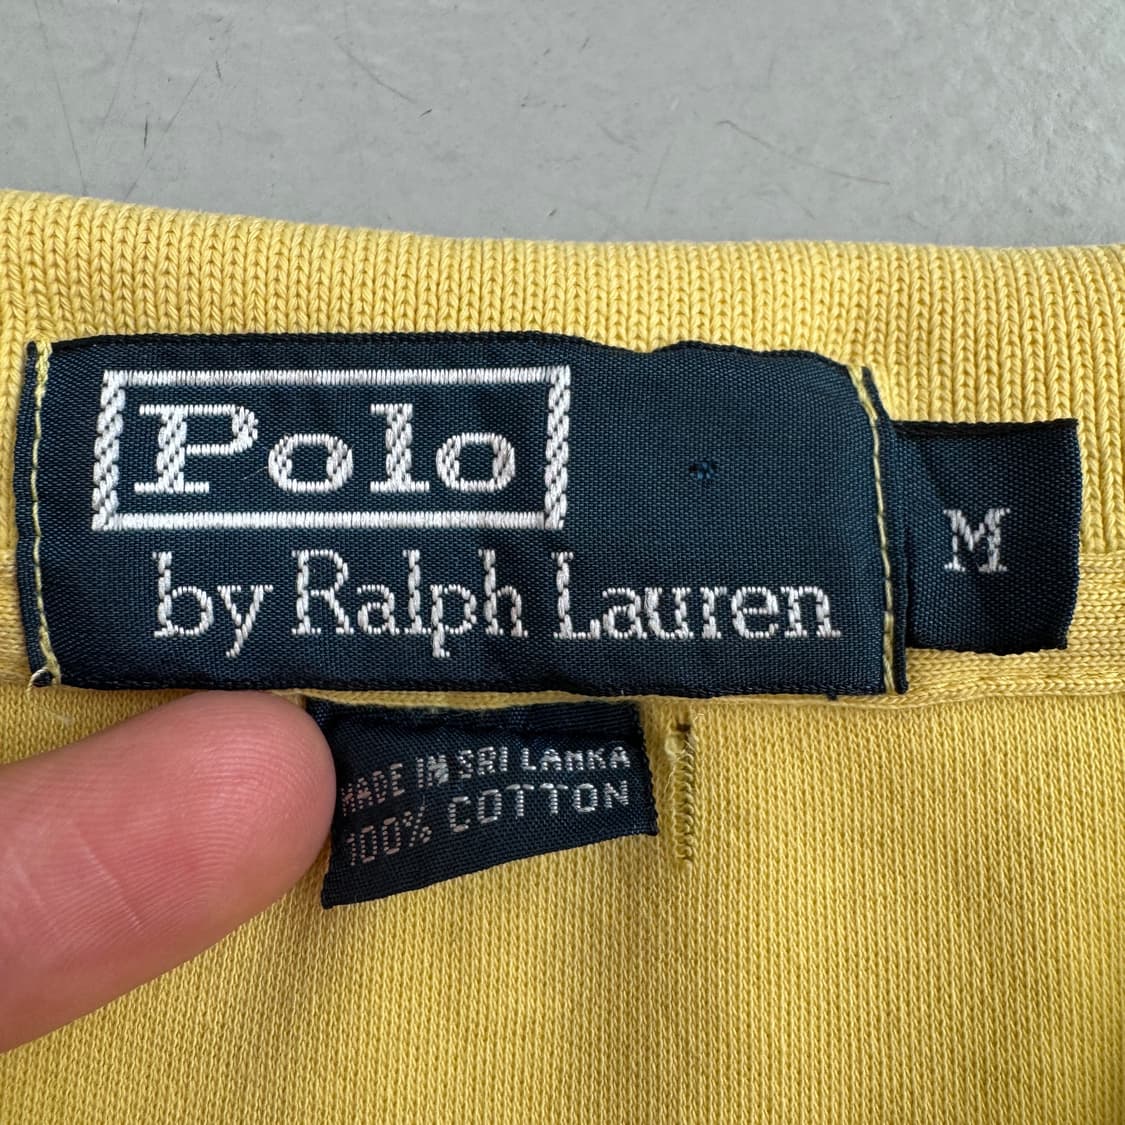 Polo
by Ralph Lauren
M
MADE IN SRI LANKA
100% COTTON